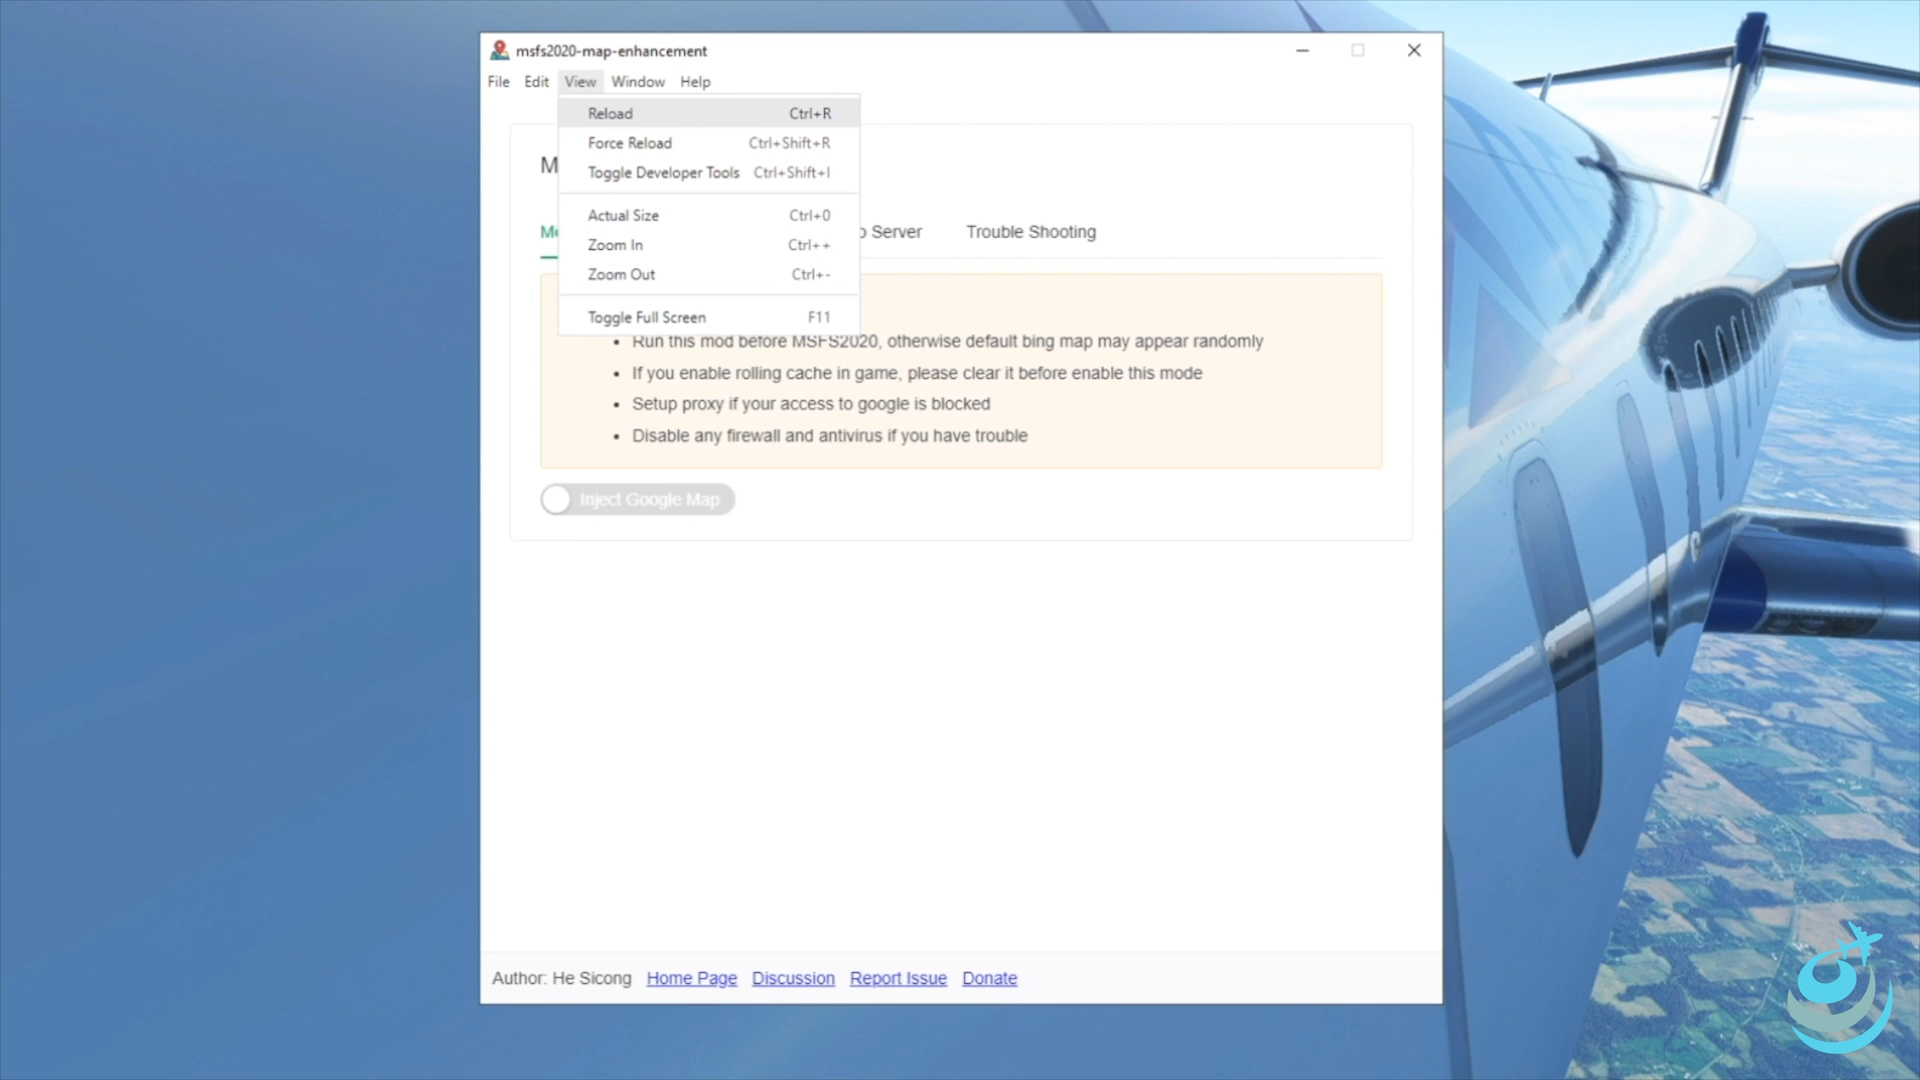 msfs2020-map-enhancement
File Edit View Window Help
Reload Ctrl+R
Force Reload Ctrl+Shift+R
Toggle Developer Tools Ctrl+Shift+I
Actual Size Ctrl+0
Zoom In Ctrl++
Zoom Out Ctrl+-
Toggle Full Screen F11
M
Server Trouble Shooting
• Run this mod before MSFS2020, otherwise default bing map may appear randomly
• If you enable rolling cache in game, please clear it before enable this mode
• Setup proxy if your access to google is blocked
• Disable any firewall and antivirus if you have trouble
Inject Google Map
Author: He Sicong Home Page Discussion Report Issue Donate